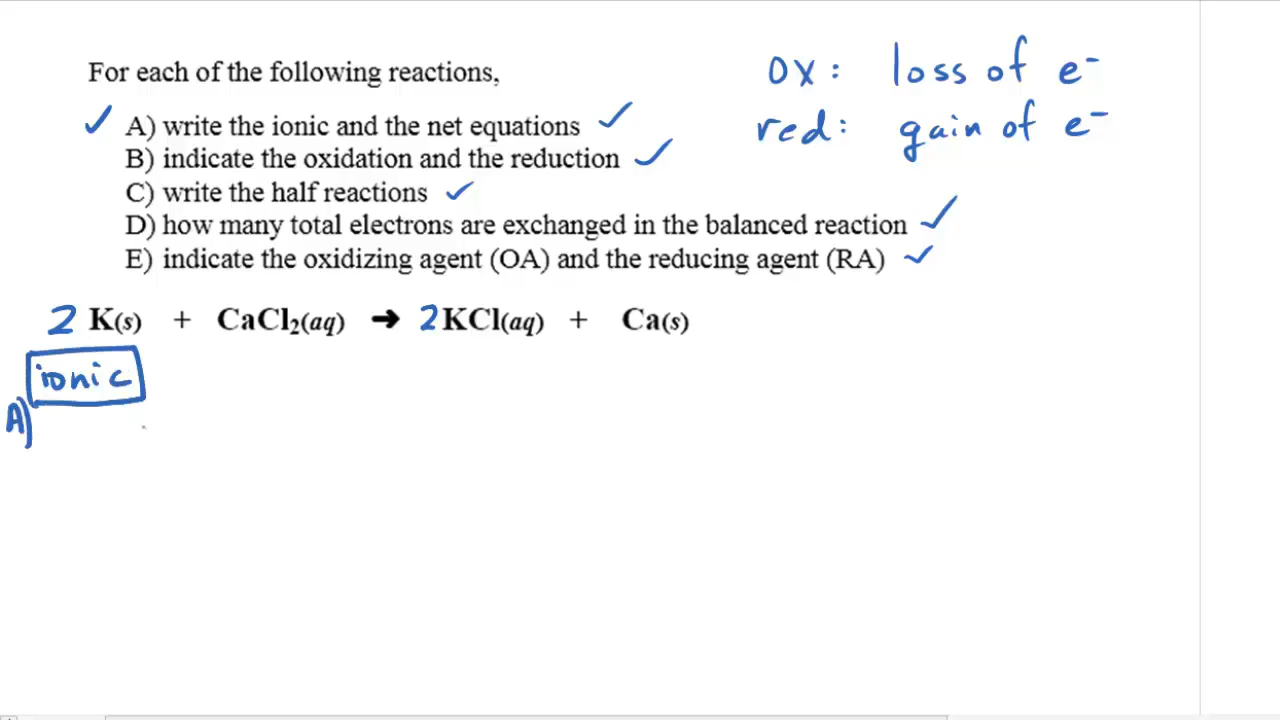 For each of the following reactions,
ox: loss of e⁻
red: gain of e⁻
✓ A) write the ionic and the net equations ✓
B) indicate the oxidation and the reduction ✓
C) write the half reactions ✓
D) how many total electrons are exchanged in the balanced reaction ✓
E) indicate the oxidizing agent (OA) and the reducing agent (RA) ✓
2 K(s) + CaCl₂(aq) → 2KCl(aq) + Ca(s)
ionic
A)